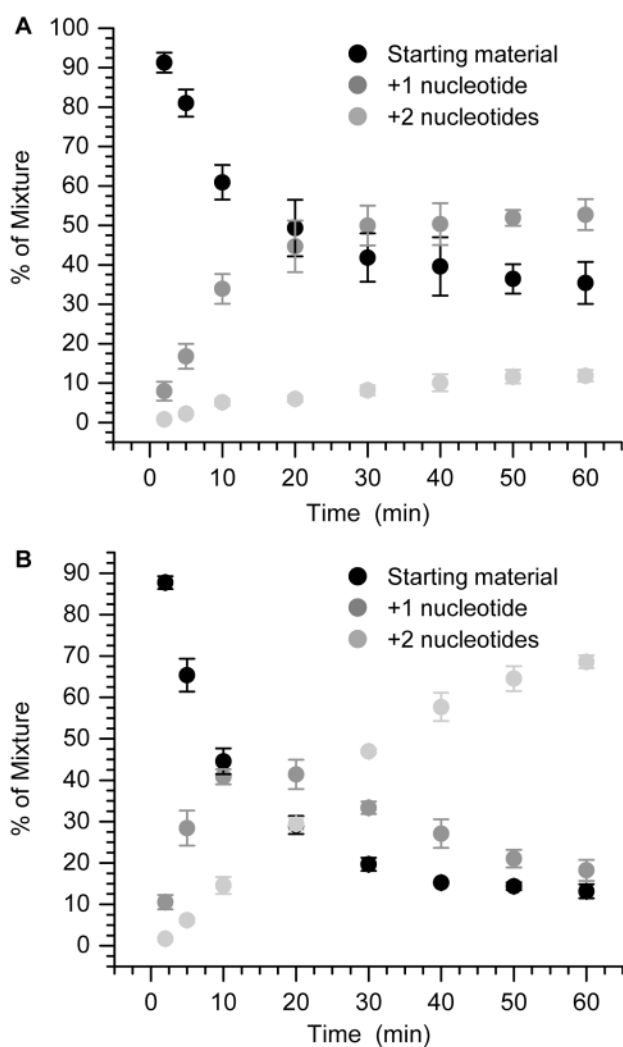 A
Starting material
+1 nucleotide
+2 nucleotides
100
90
80
70
60
50
40
30
20
10
0
% of Mixture
0 10 20 30 40 50 60
Time (min)
B
Starting material
+1 nucleotide
+2 nucleotides
90
80
70
60
50
40
30
20
10
0
% of Mixture
0 10 20 30 40 50 60
Time (min)